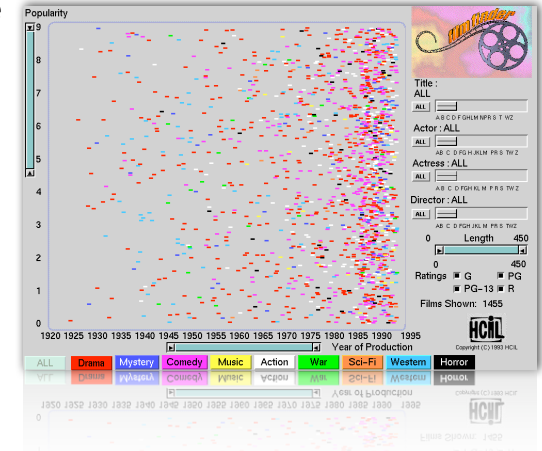 Popularity
9
8
7
6
5
4
3
2
1
0
1920 1925 1930 1935 1940 1945 1950 1955 1960 1965 1970 1975 1980 1985 1990 1995
Year of Production
ALL Drama Mystery Comedy Music Action War Sci-Fi Western Horror
Title :
ALL
ALL
A B C D F G H L M N P R S T W Z
Actor : ALL
ALL
A B C D F G H J K L M P R S T W Z
Actress : ALL
ALL
A B C D F G H J K L M P R S T W Z
Director : ALL
ALL
A B C D F G H J K L M P R S T W Z
0 Length 450
0 450
Ratings G PG
PG-13 R
Films Shown: 1455
HCIL
Copyright (C) 1993 HCIL